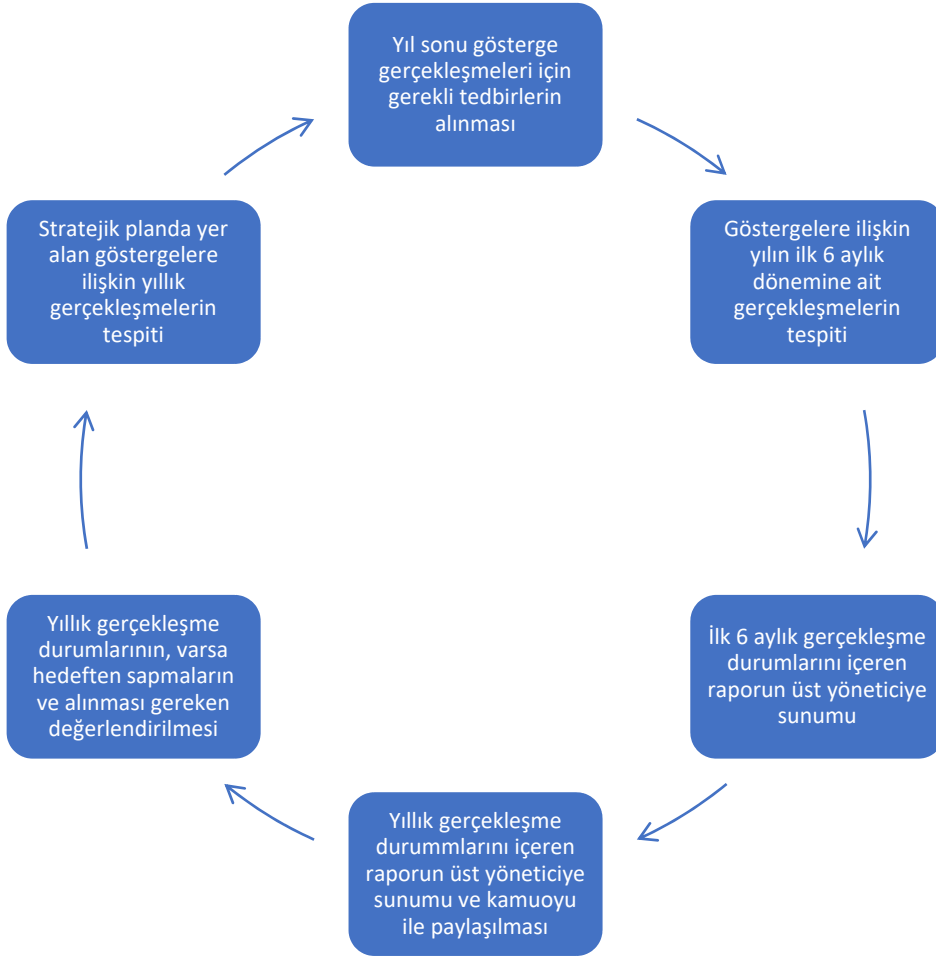 Yıl sonu gösterge
gerçekleşmeleri için
gerekli tedbirlerin
alınması
Göstergelere ilişkin
yılın ilk 6 aylık
dönemine ait
gerçekleşmelerin
tespiti
İlk 6 aylık gerçekleşme
durumlarını içeren
raporun üst yöneticiye
sunumu
Yıllık gerçekleşme
durummlarını içeren
raporun üst yöneticiye
sunumu ve kamuoyu
ile paylaşılması
Yıllık gerçekleşme
durumlarının, varsa
hedeften sapmaların
ve alınması gereken
değerlendirilmesi
Stratejik planda yer
alan göstergelere
ilişkin yıllık
gerçekleşmelerin
tespiti